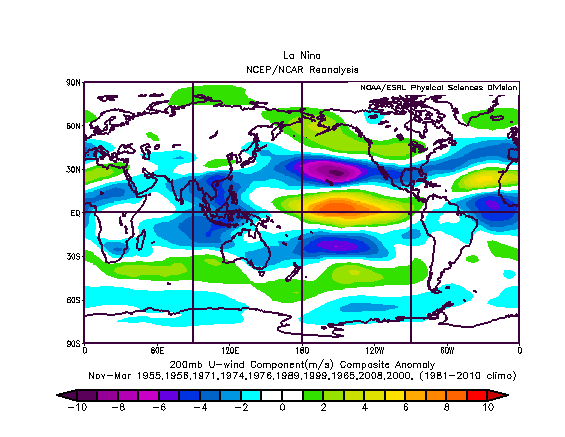 La Nina
NCEP/NCAR Reanalysis
NOAA/ESRL Physical Sciences Division
90N
60N
30N
EQ
30S
60S
90S
0 60E 120E 180 120W 60W 0
200mb U-wind Component(m/s) Composite Anomaly
Nov-Mar 1955,1956,1971,1974,1976,1989,1999,1965,2008,2000, (1981-2010 climo)
-10 -8 -6 -4 -2 0 2 4 6 8 10